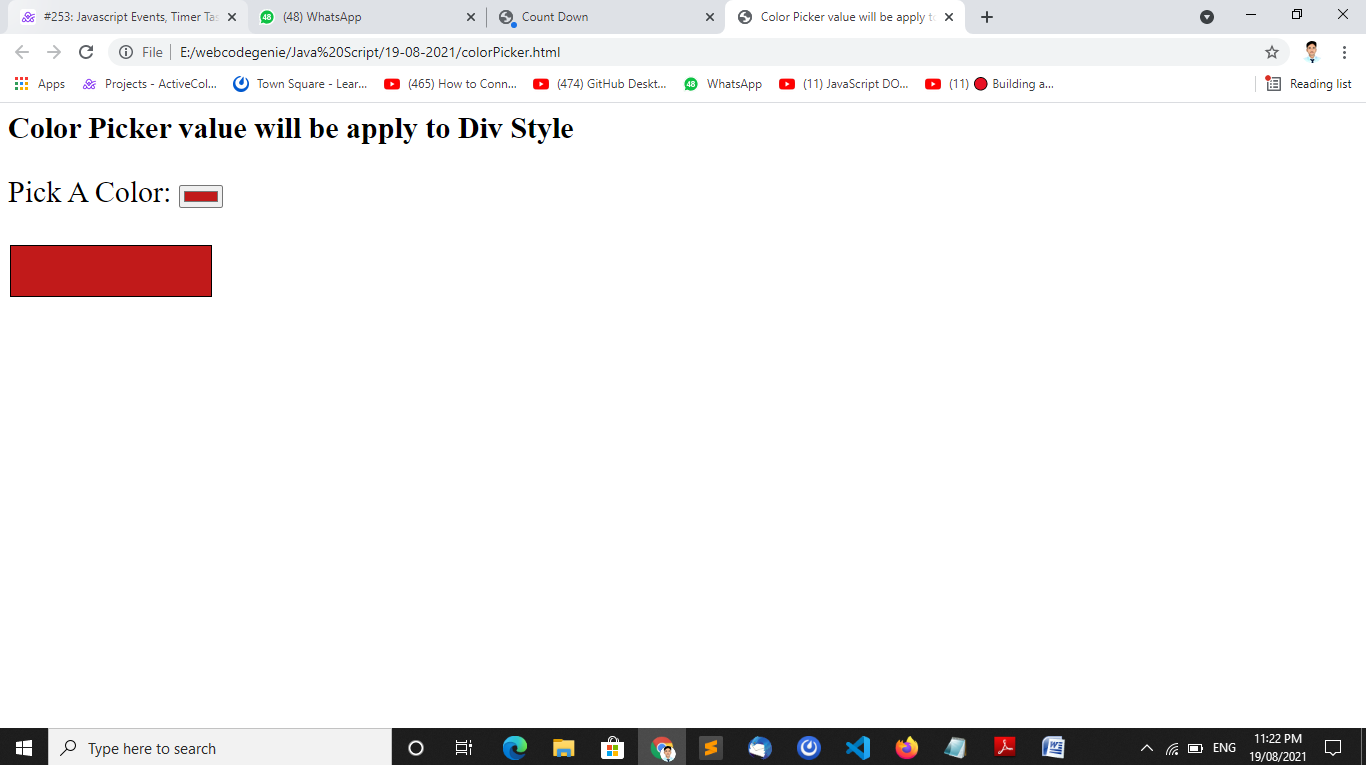 #253: Javascript Events, Timer Tas
(48) WhatsApp
Count Down
Color Picker value will be apply to
File
E:/webcodegenie/Java%20Script/19-08-2021/colorPicker.html
Apps
Projects - ActiveCol...
Town Square - Lear...
(465) How to Conn...
(474) GitHub Deskt...
48
WhatsApp
(11) JavaScript DO...
(11) 🔴 Building a...
Reading list
Color Picker value will be apply to Div Style
Pick A Color:
Type here to search
ENG
11:22 PM
19/08/2021